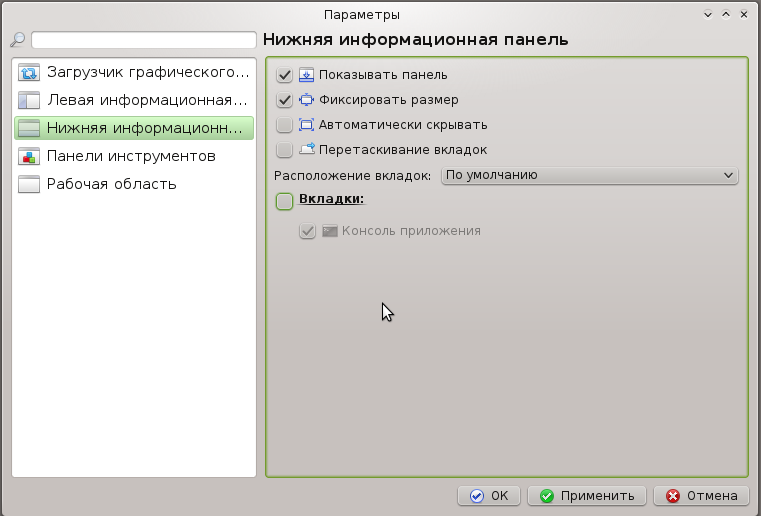 Параметры
Нижняя информационная панель
Загрузчик графического...
Левая информационная...
Нижняя информационн...
Панели инструментов
Рабочая область
Показывать панель
Фиксировать размер
Автоматически скрывать
Перетаскивание вкладок
Расположение вкладок: По умолчанию
Вкладки:
Консоль приложения
OK Применить Отмена